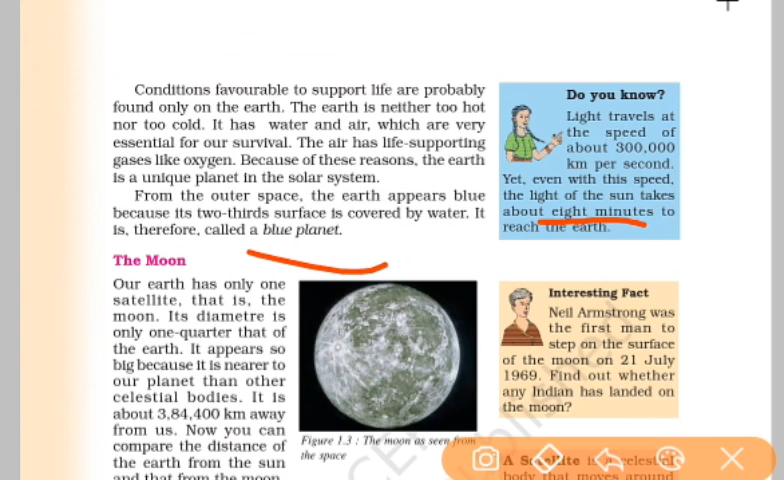 Conditions favourable to support life are probably
found only on the earth. The earth is neither too hot
nor too cold. It has water and air, which are very
essential for our survival. The air has life-supporting
gases like oxygen. Because of these reasons, the earth
is a unique planet in the solar system.
From the outer space, the earth appears blue
because its two-thirds surface is covered by water. It
is, therefore, called a blue planet.
The Moon
Our earth has only one
satellite, that is, the
moon. Its diametre is
only one-quarter that of
the earth. It appears so
big because it is nearer to
our planet than other
celestial bodies. It is
about 3,84,400 km away
from us. Now you can
compare the distance of
the earth from the sun
and that from the moon.
Figure 1.3 : The moon as seen from
the space
Do you know?
Light travels at
the speed of
about 300,000
km per second.
Yet, even with this speed,
the light of the sun takes
about eight minutes to
reach the earth.
Interesting Fact
Neil Armstrong was
the first man to
step on the surface
of the moon on 21 July
1969. Find out whether
any Indian has landed on
the moon?
A Satellite is a celestial
body that moves around